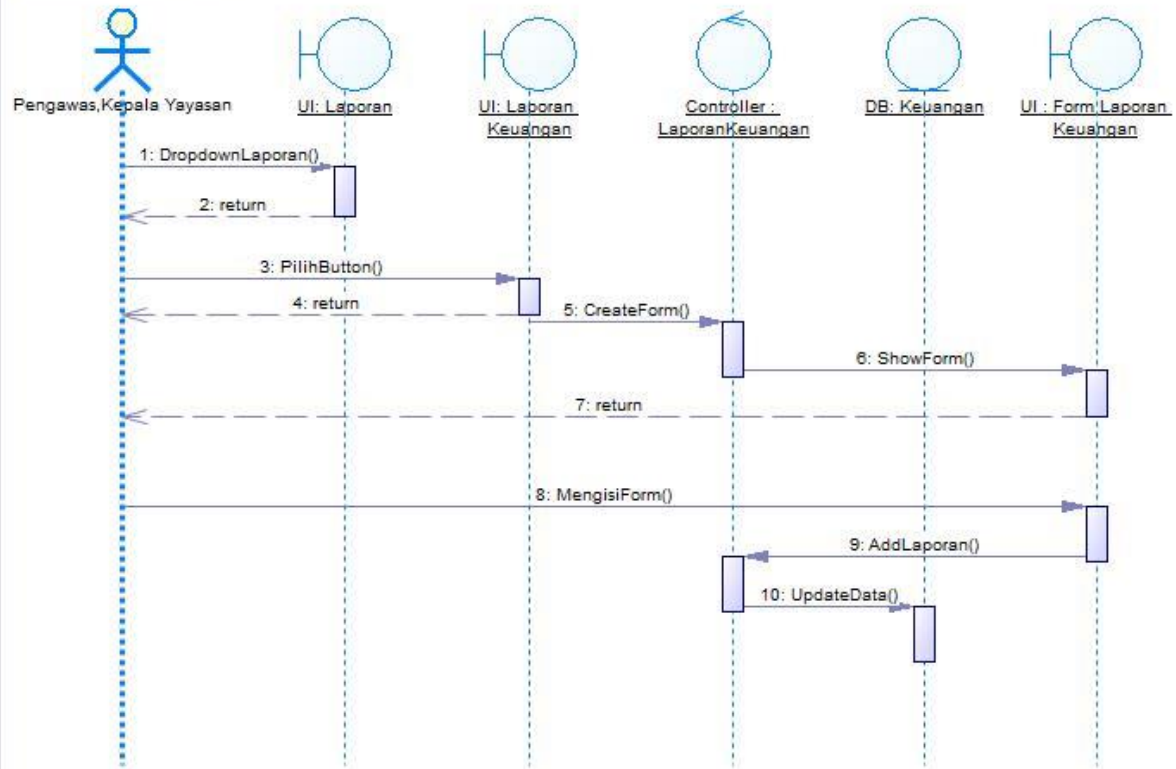 Pengawas,Kepala Yayasan
UI: Laporan
UI: Laporan
Keuangan
Controller :
LaporanKeuangan
DB: Keuangan
UI : Form Laporan
Keuangan
1: DropdownLaporan()
2: return
3: PilihButton()
4: return
5: CreateForm()
6: ShowForm()
7: return
8: MengisiForm()
9: AddLaporan()
10: UpdateData()